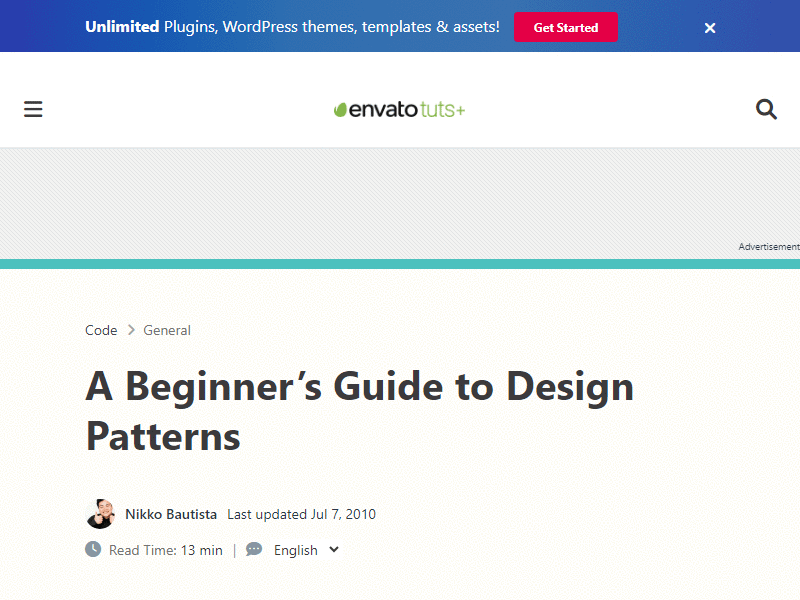 Unlimited Plugins, WordPress themes, templates & assets!
Get Started
envato tuts+
Advertisement
Code
General
A Beginner’s Guide to Design
Patterns
Nikko Bautista Last updated Jul 7, 2010
Read Time: 13 min | English